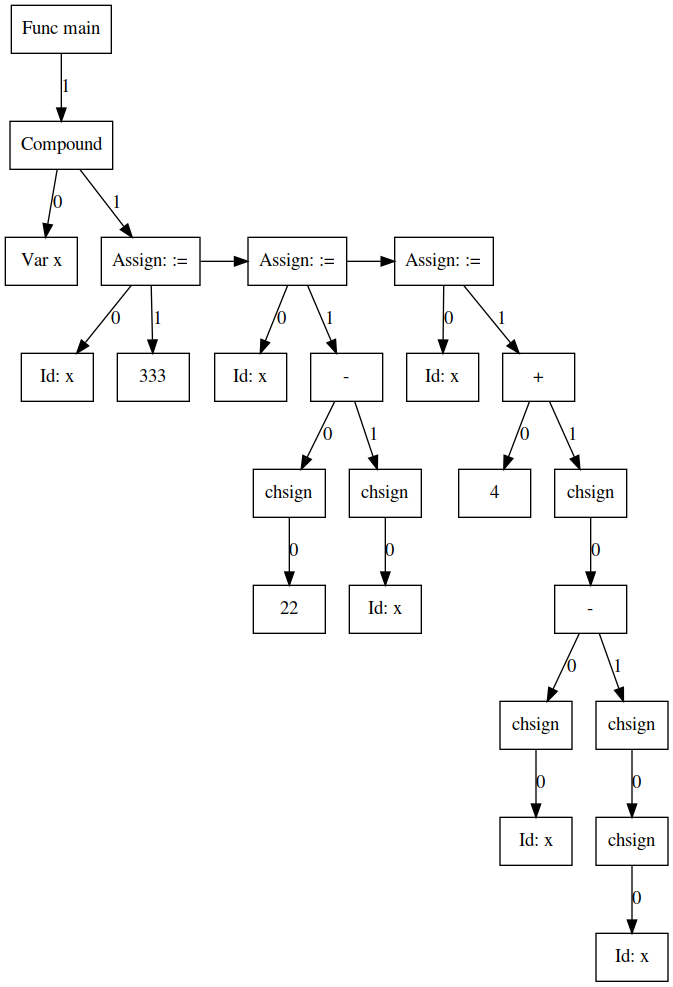 Func main
1
Compound
0
1
Var x
Assign: :=
Assign: :=
Assign: :=
0
1
0
1
0
1
Id: x
333
Id: x
-
Id: x
+
0
1
0
1
chsign
chsign
4
chsign
0
0
0
22
Id: x
-
0
1
chsign
chsign
0
0
Id: x
chsign
0
Id: x